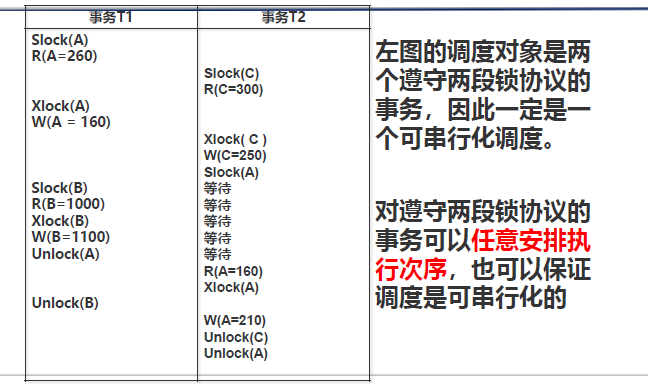 事务T1 事务T2
Slock(A)
R(A=260)
Slock(C)
R(C=300)
Xlock(A)
W(A = 160)
Xlock( C )
W(C=250)
Slock(A)
Slock(B) 等待
R(B=1000) 等待
Xlock(B) 等待
W(B=1100) 等待
Unlock(A) 等待
R(A=160)
Xlock(A)
Unlock(B)
W(A=210)
Unlock(C)
Unlock(A)
左图的调度对象是两
个遵守两段锁协议的
事务，因此一定是一
个可串行化调度。
对遵守两段锁协议的
事务可以任意安排执
行次序，也可以保证
调度是可串行化的